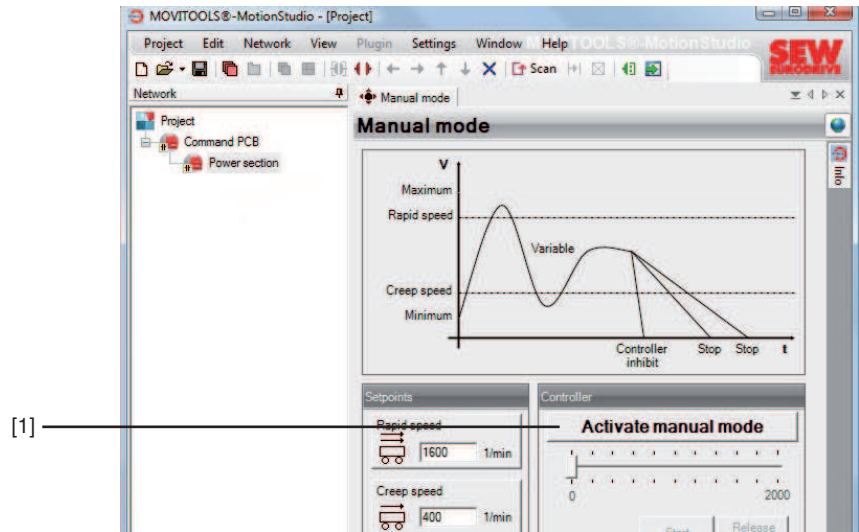 MOVITOOLS®-MotionStudio - [Project]
Project Edit Network View Plugin Settings Window Help
SEW
EURODRIVE
Scan
Network
Manual mode
Project
Command PCB
Power section
Manual mode
Info
V
Maximum
Rapid speed
Variable
Creep speed
Minimum
Controller inhibit
Stop
Stop
t
Setpoints
Controller
[1]
Rapid speed
1600 1/min
Activate manual mode
0 2000
Creep speed
400 1/min
Start
Release